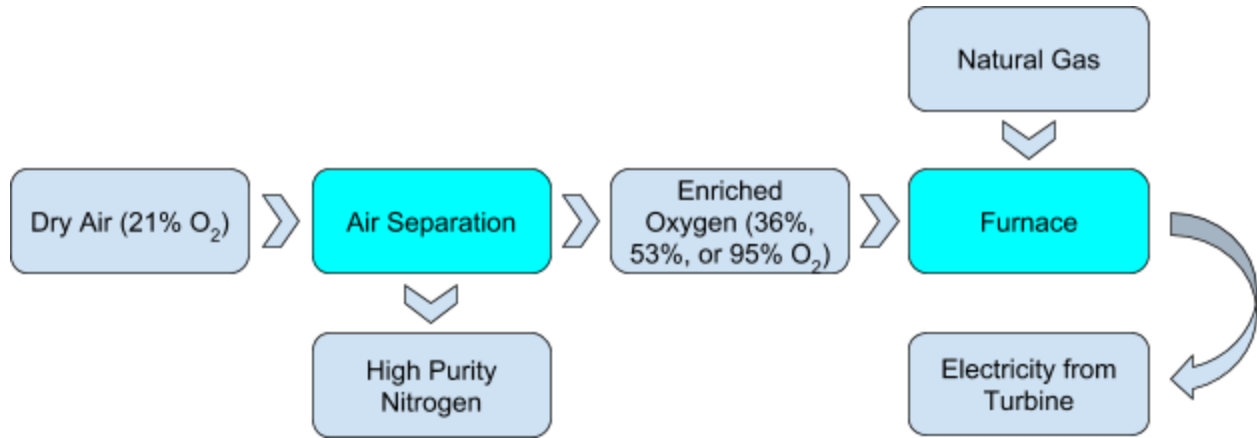 Natural Gas
Dry Air (21% O₂)
Air Separation
Enriched
Oxygen (36%,
53%, or 95% O₂)
Furnace
High Purity
Nitrogen
Electricity from
Turbine